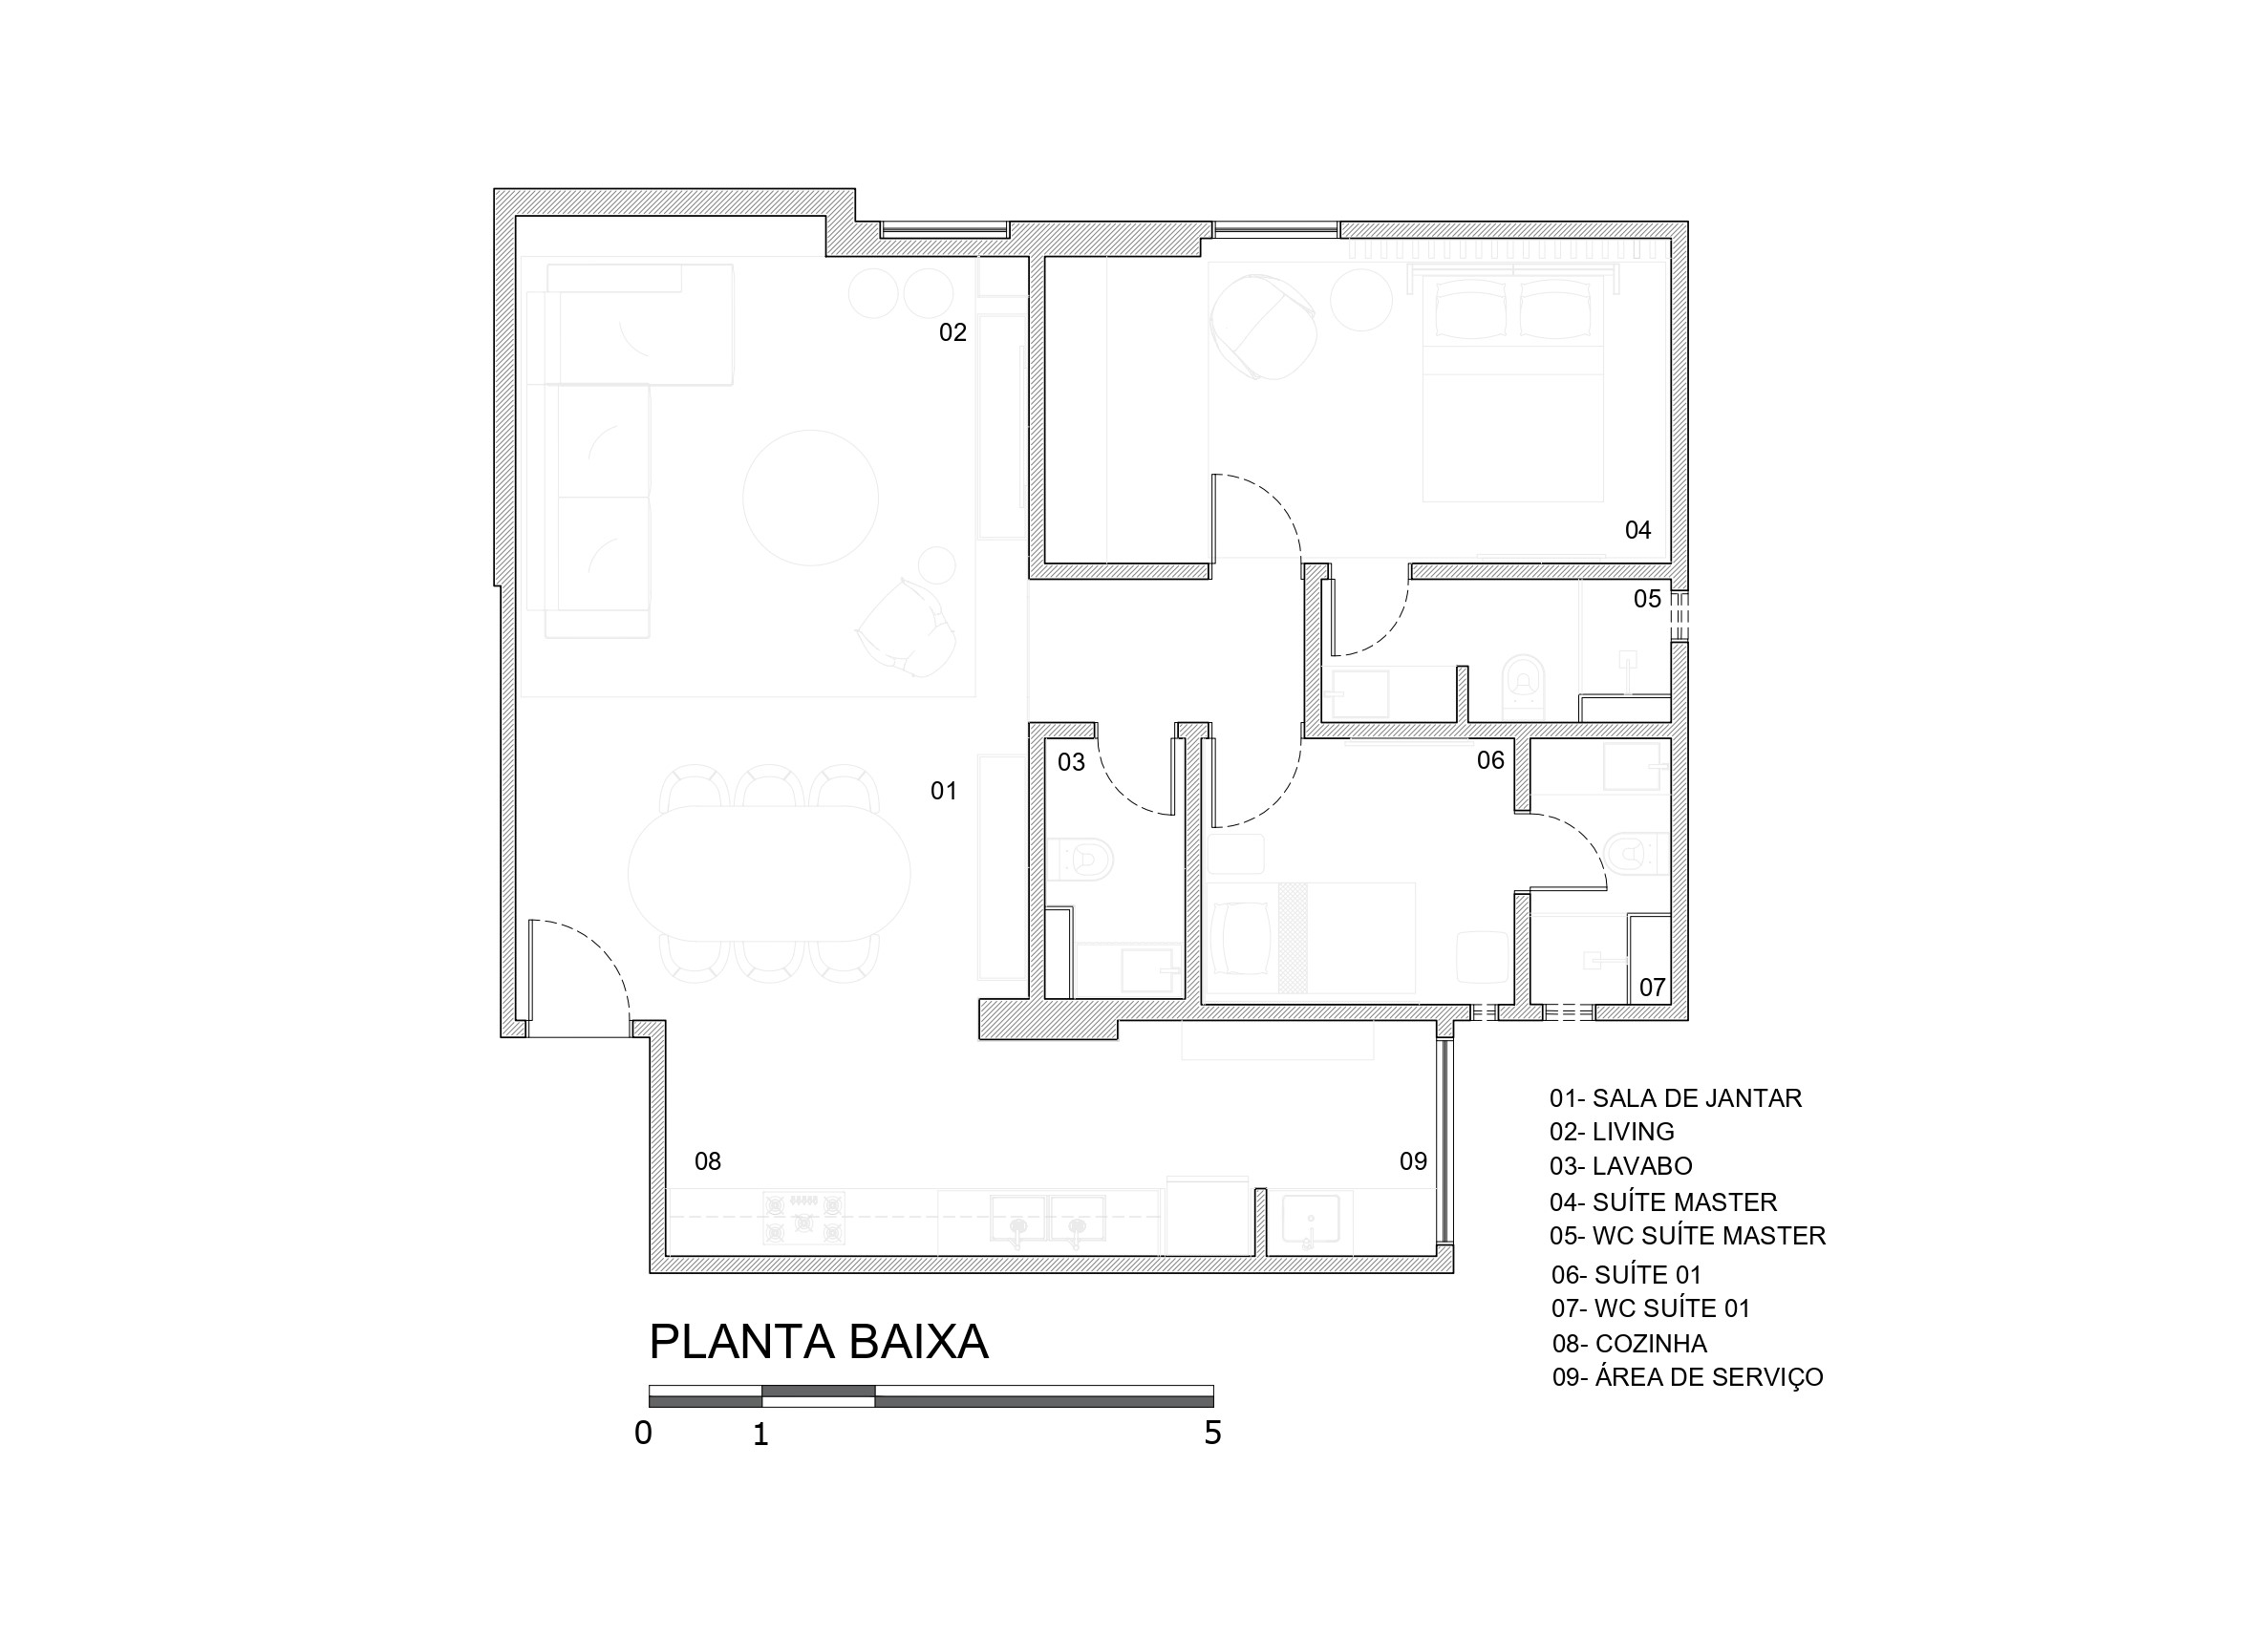 02
04
05
03
06
01
07
08
09
01- SALA DE JANTAR
02- LIVING
03- LAVABO
04- SUÍTE MASTER
05- WC SUÍTE MASTER
06- SUÍTE 01
07- WC SUÍTE 01
08- COZINHA
09- ÁREA DE SERVIÇO
PLANTA BAIXA
0 1 5